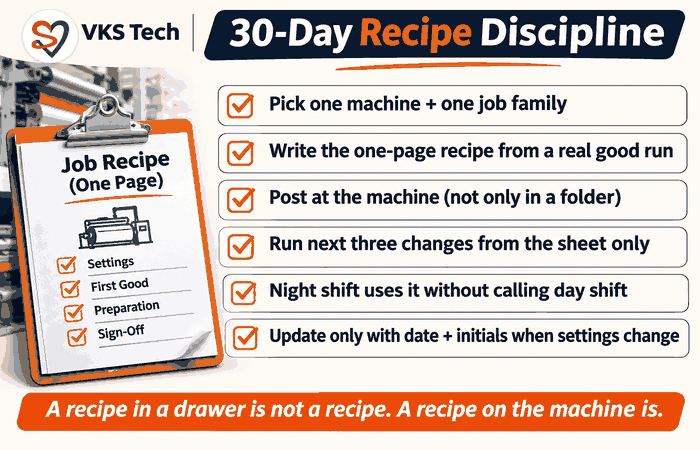 VKS Tech
30-Day Recipe Discipline
Job Recipe
(One Page)
Settings
First Good
Preparation
Sign-Off
Pick one machine + one job family
Write the one-page recipe from a real good run
Post at the machine (not only in a folder)
Run next three changes from the sheet only
Night shift uses it without calling day shift
Update only with date + initials when settings change
A recipe in a drawer is not a recipe. A recipe on the machine is.